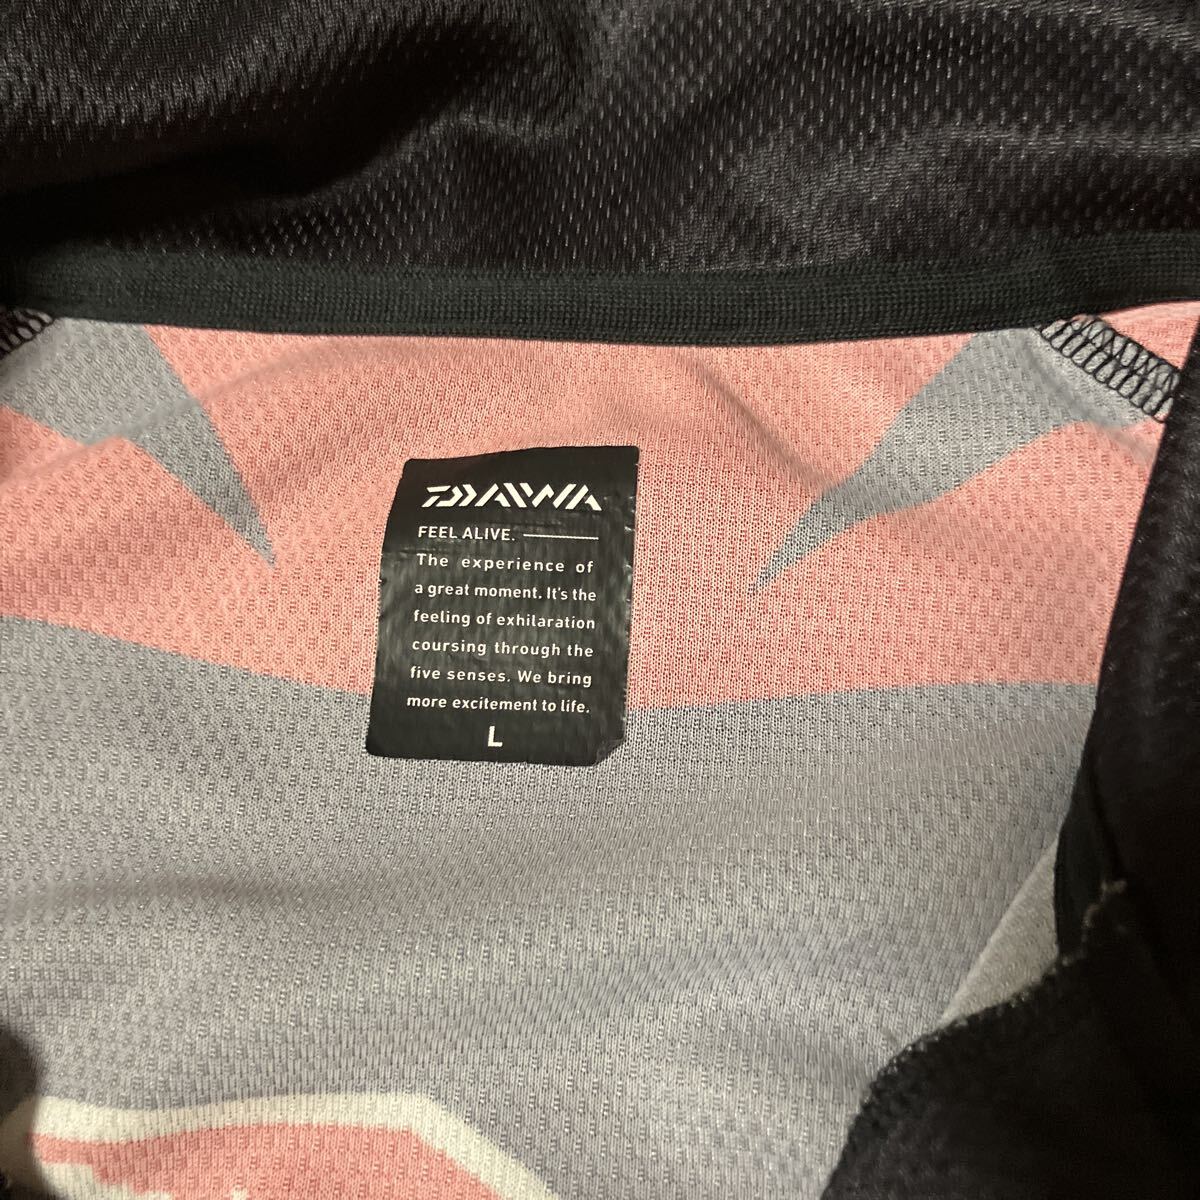 DAIWA
FEEL ALIVE.
The experience of
a great moment. It's the
feeling of exhilaration
coursing through the
five senses. We bring
more excitement to life.
L